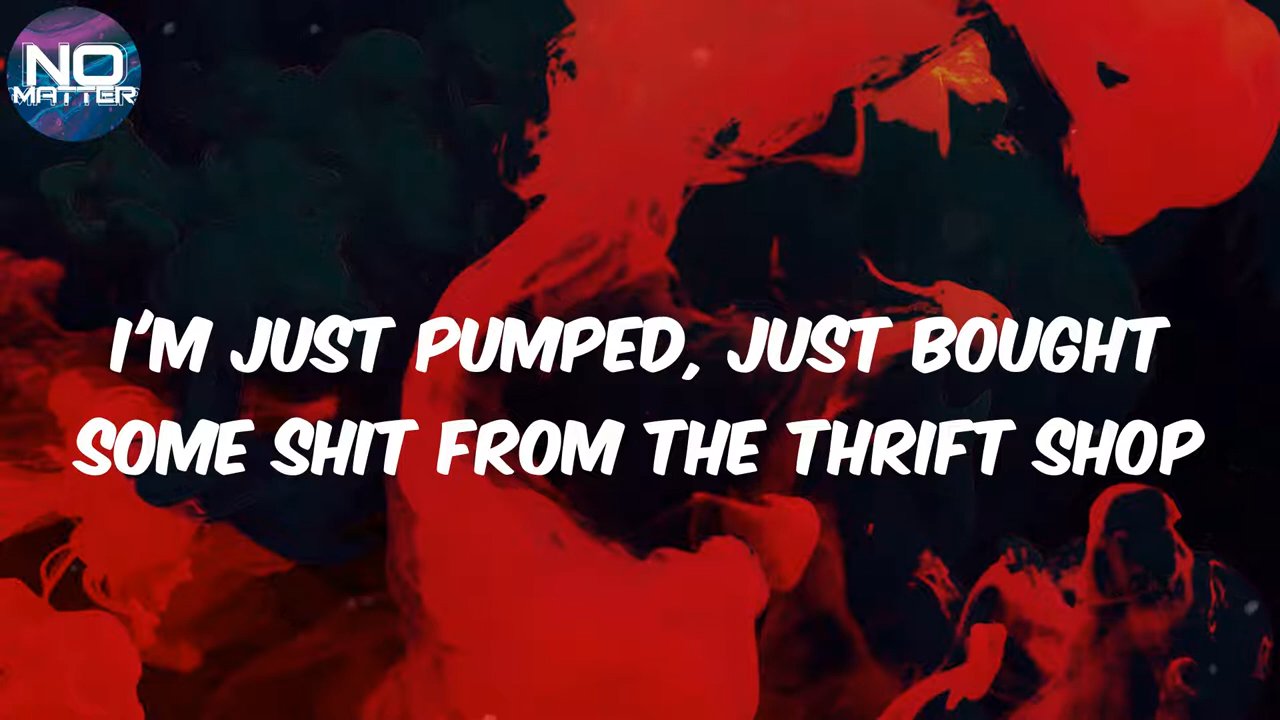 NO
MATTER
I'M JUST PUMPED, JUST BOUGHT
SOME SHIT FROM THE THRIFT SHOP